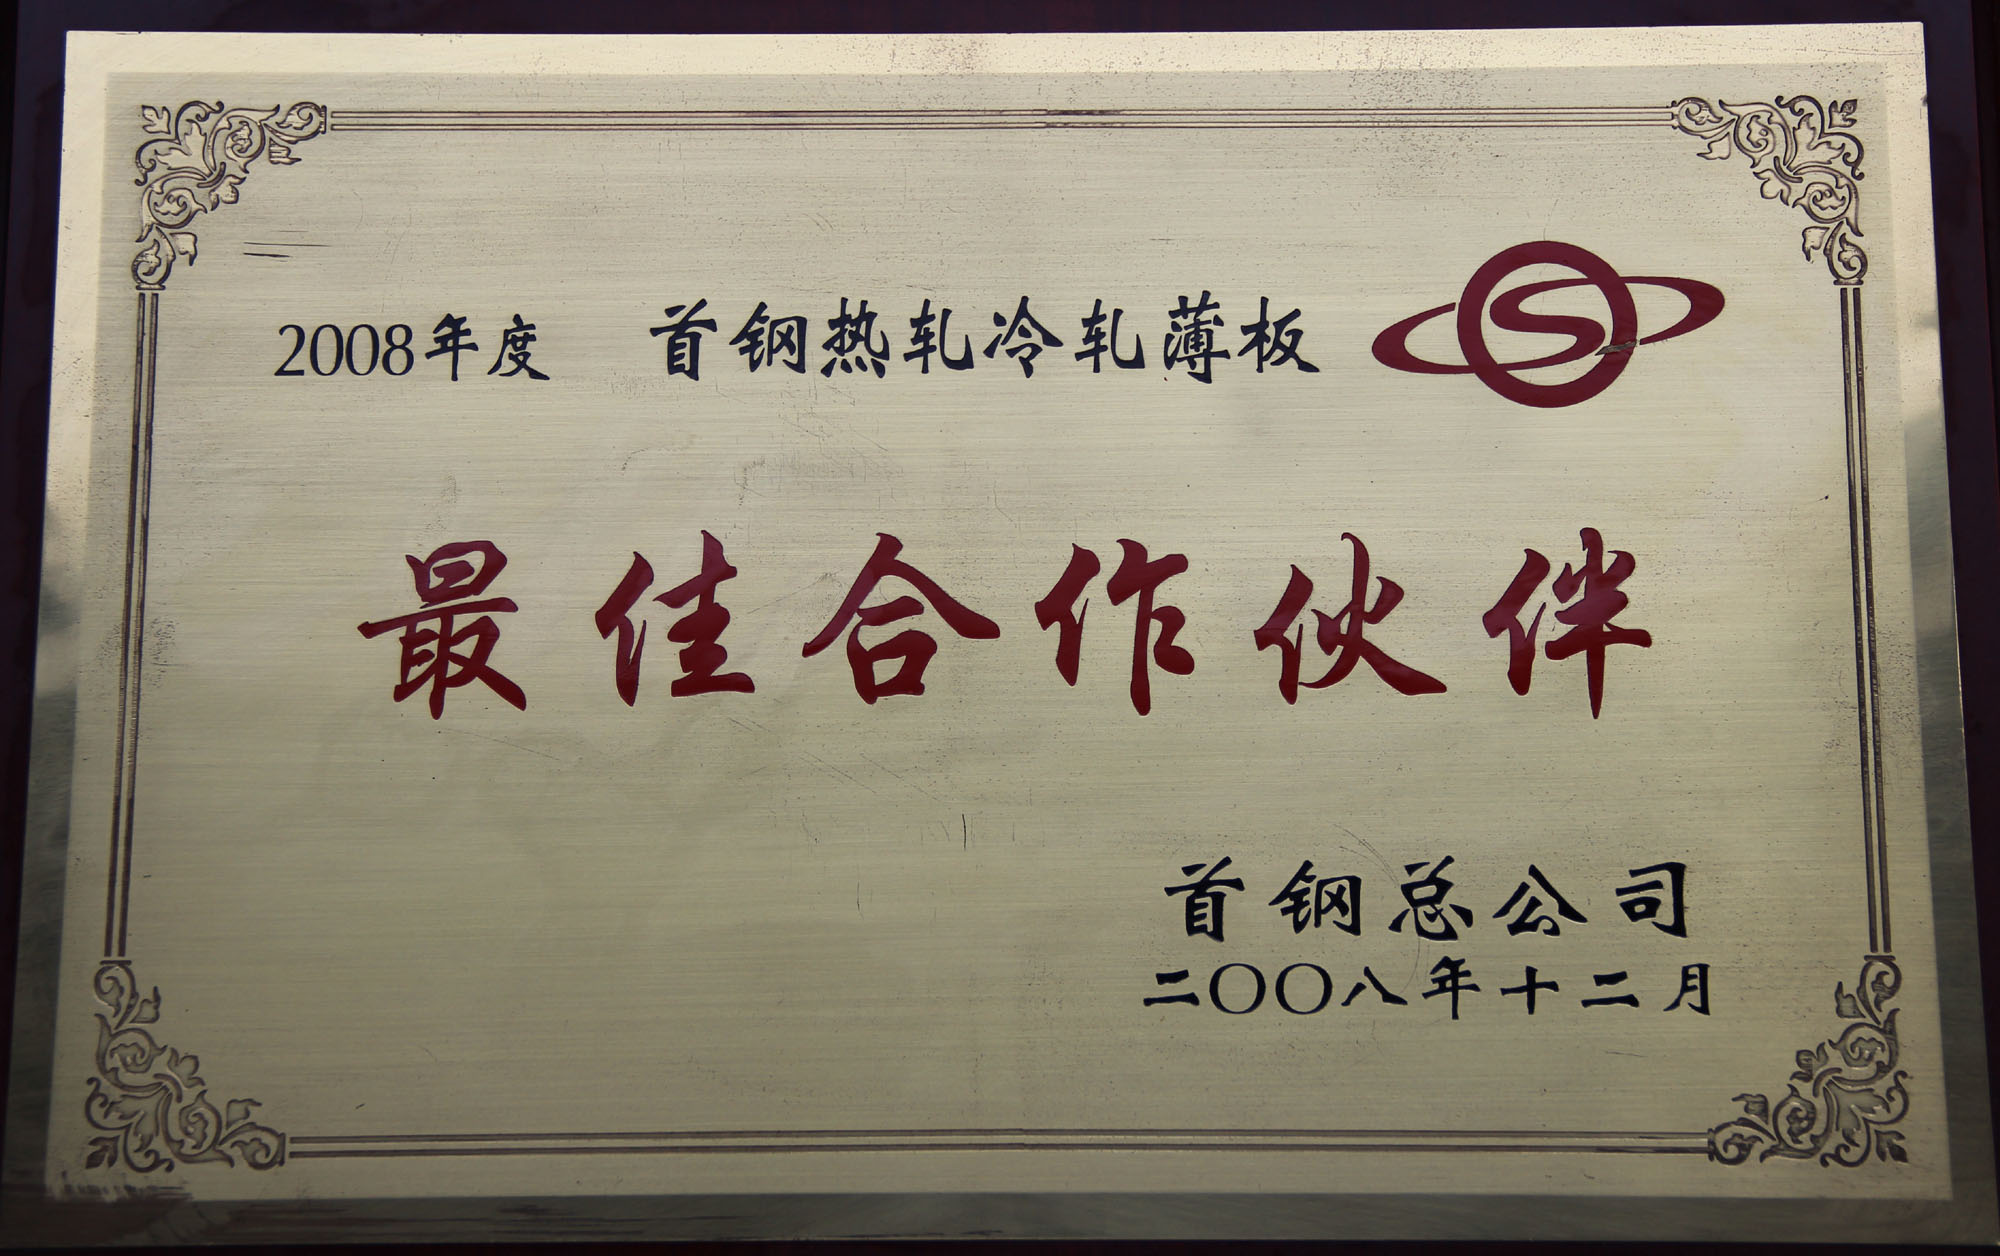 2008年度 首钢热轧冷轧薄板
最佳合作伙伴
首钢总公司
二〇〇八年十二月